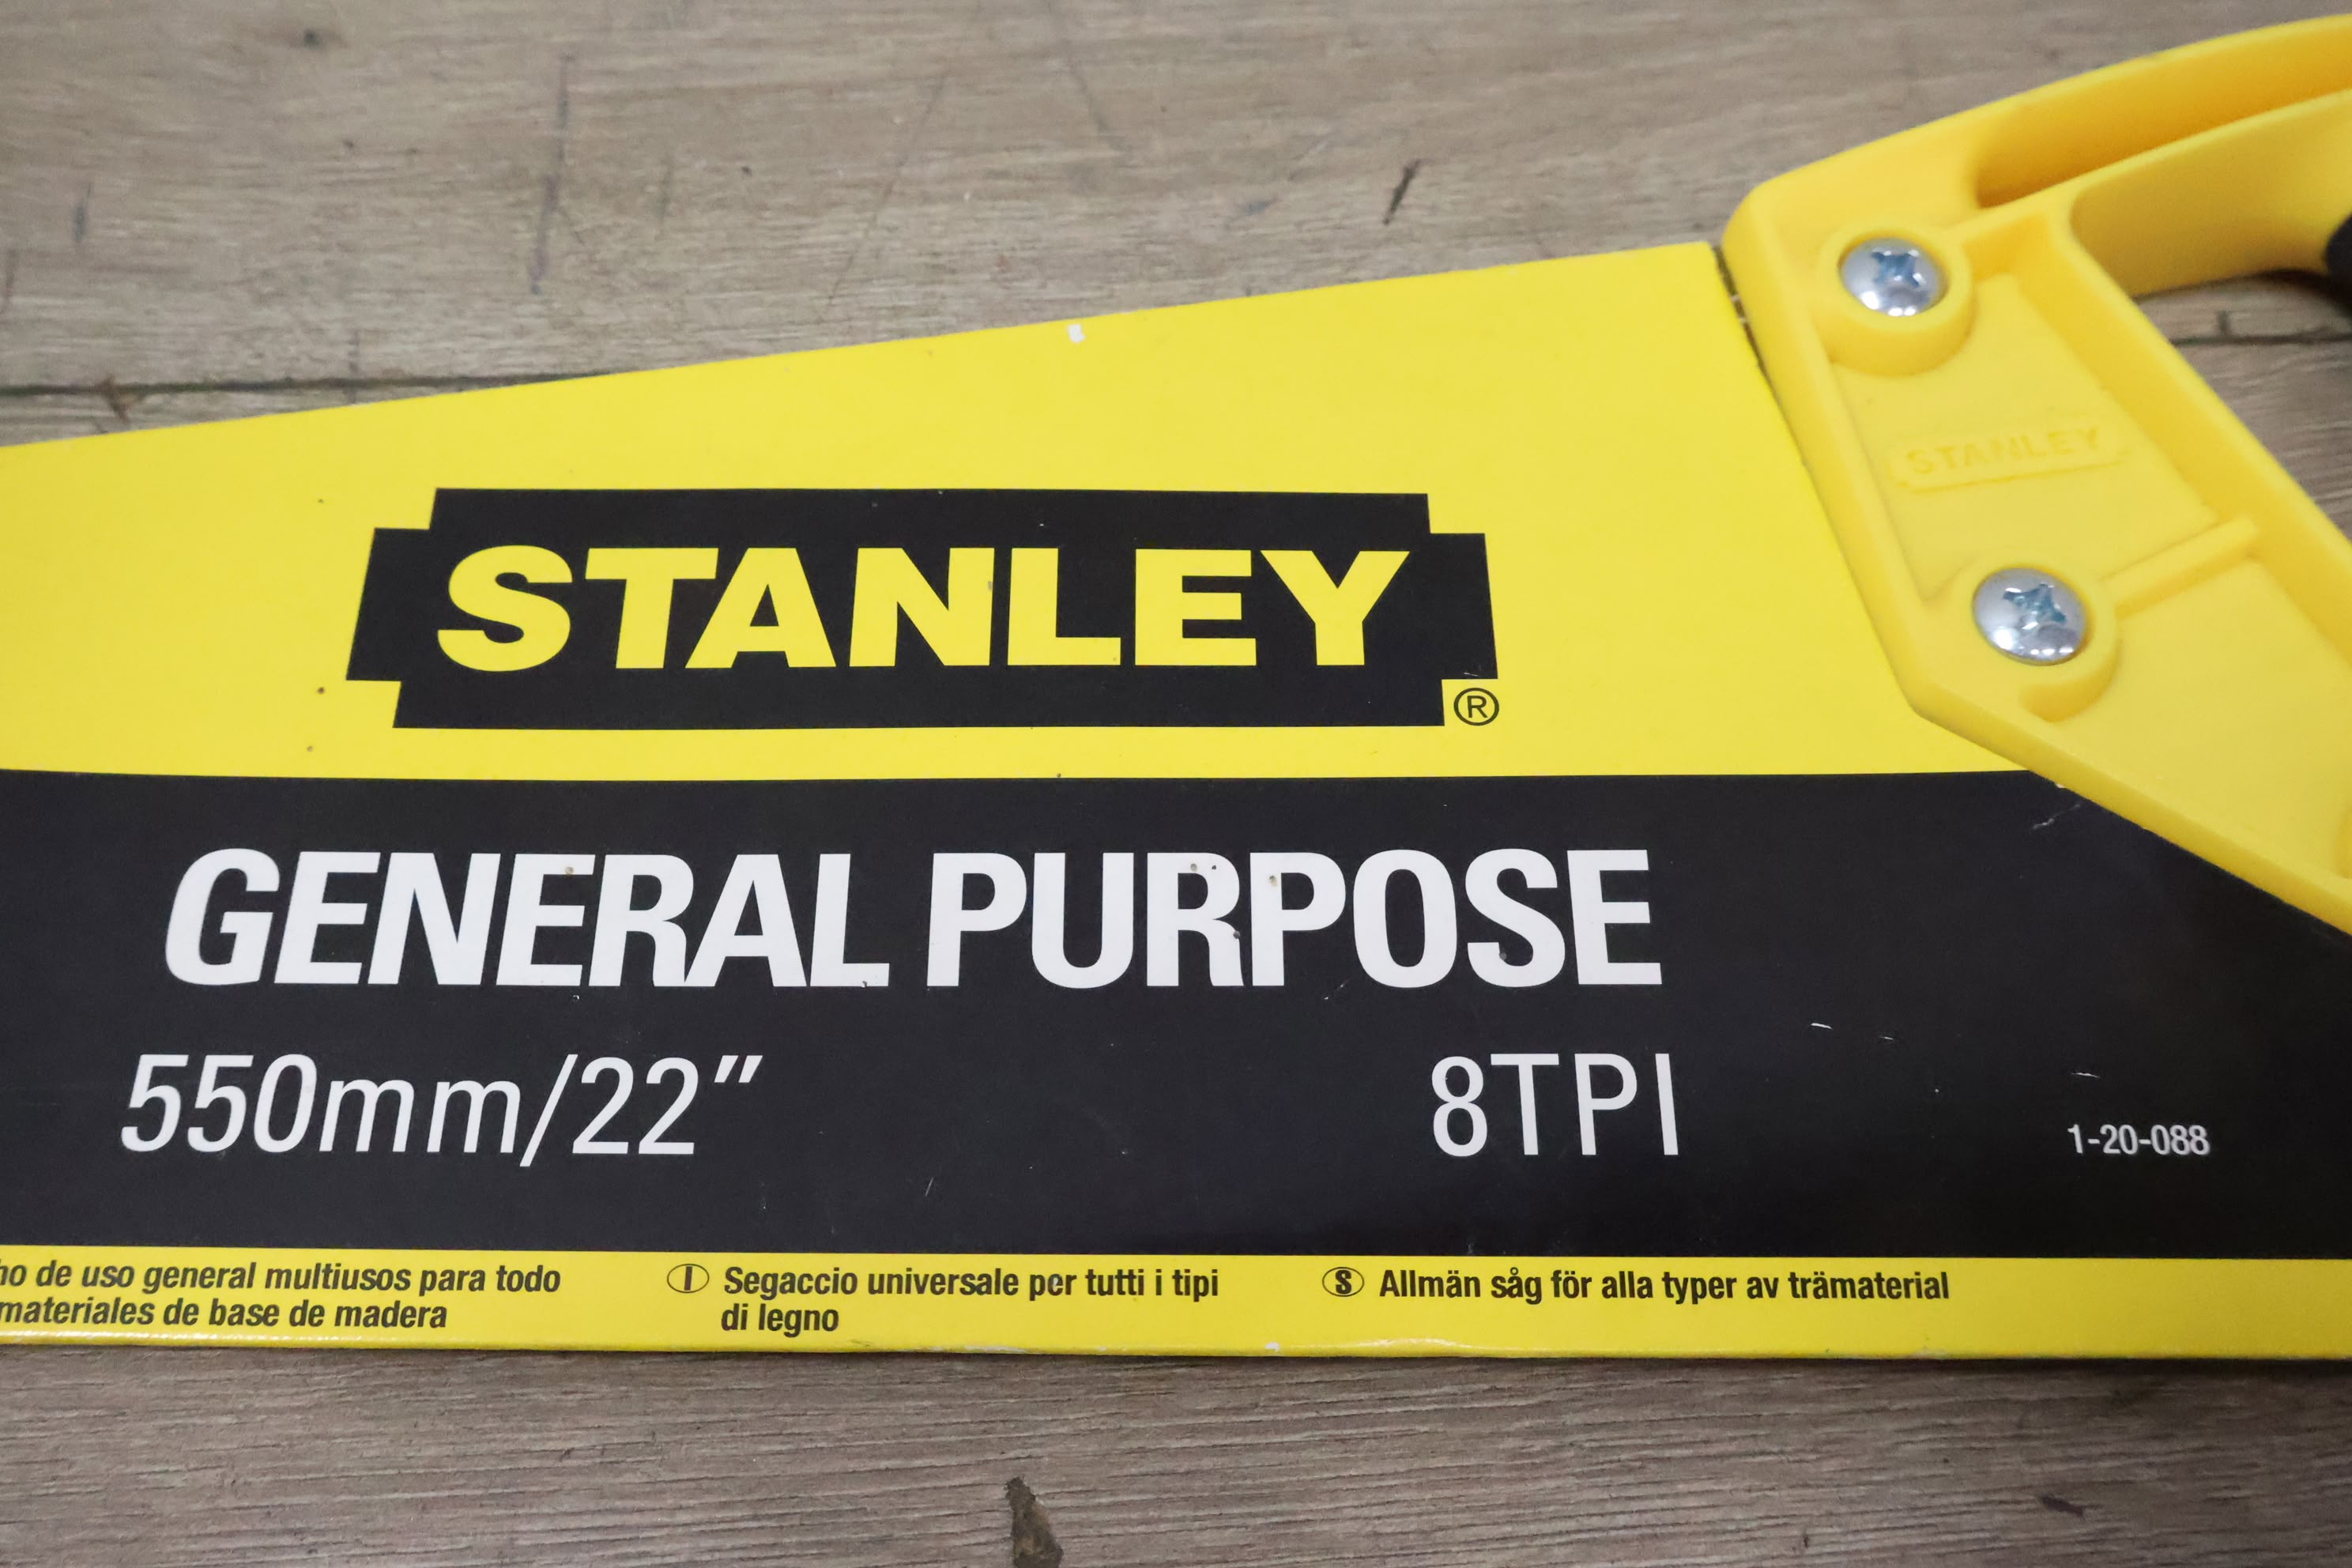 STANLEY
STANLEY
®
GENERAL PURPOSE
550mm/22"
8TPI
1-20-088
de uso general multiusos para todo
materiales de base de madera
I Segaccio universale per tutti i tipi
di legno
S Allmän såg för alla typer av trämaterial